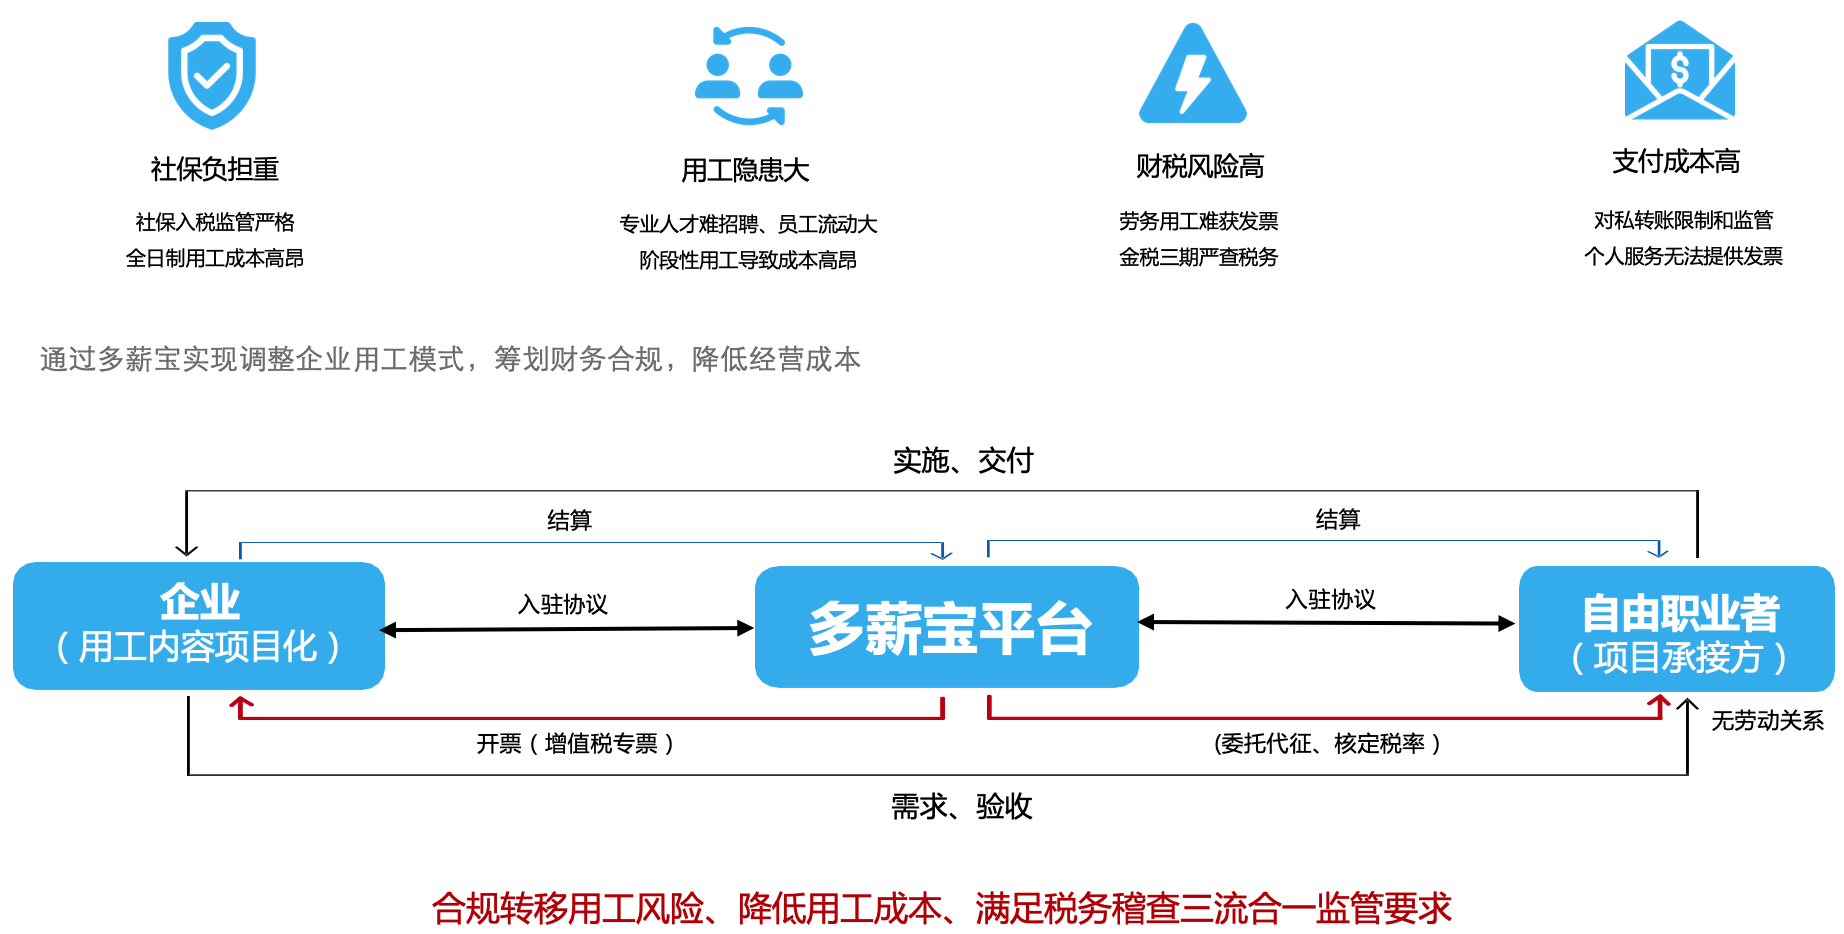 社保负担重
社保入税监管严格
全日制用工成本高昂
用工隐患大
专业人才难招聘、员工流动大
阶段性用工导致成本高昂
财税风险高
劳务用工难获发票
金税三期严查税务
支付成本高
对私转账限制和监管
个人服务无法提供发票
通过多薪宝实现调整企业用工模式，筹划财务合规，降低经营成本
实施、交付
结算
结算
企业
（用工内容项目化）
入驻协议
多薪宝平台
入驻协议
自由职业者
（项目承接方）
开票（增值税专票）
(委托代征、核定税率）
无劳动关系
需求、验收
合规转移用工风险、降低用工成本、满足税务稽查三流合一监管要求